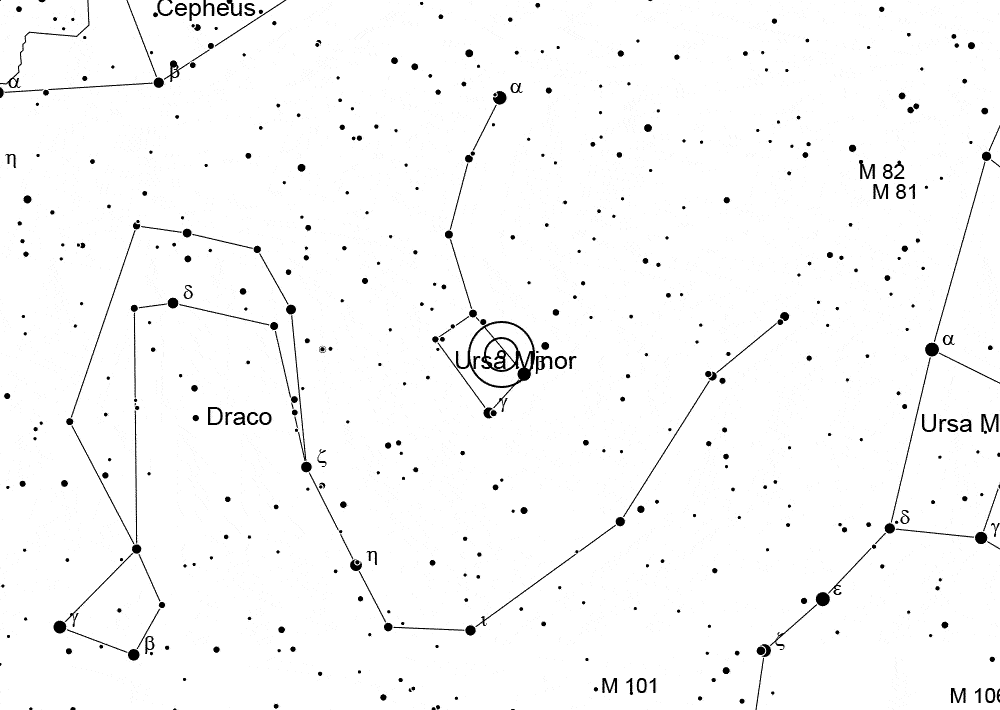 Cepheus
β
α
α
η
M 82
M 81
δ
α
Ursa Minor
β
γ
Draco
Ursa M
ζ
δ
γ
η
ε
γ
ι
β
ζ
M 101
M 106